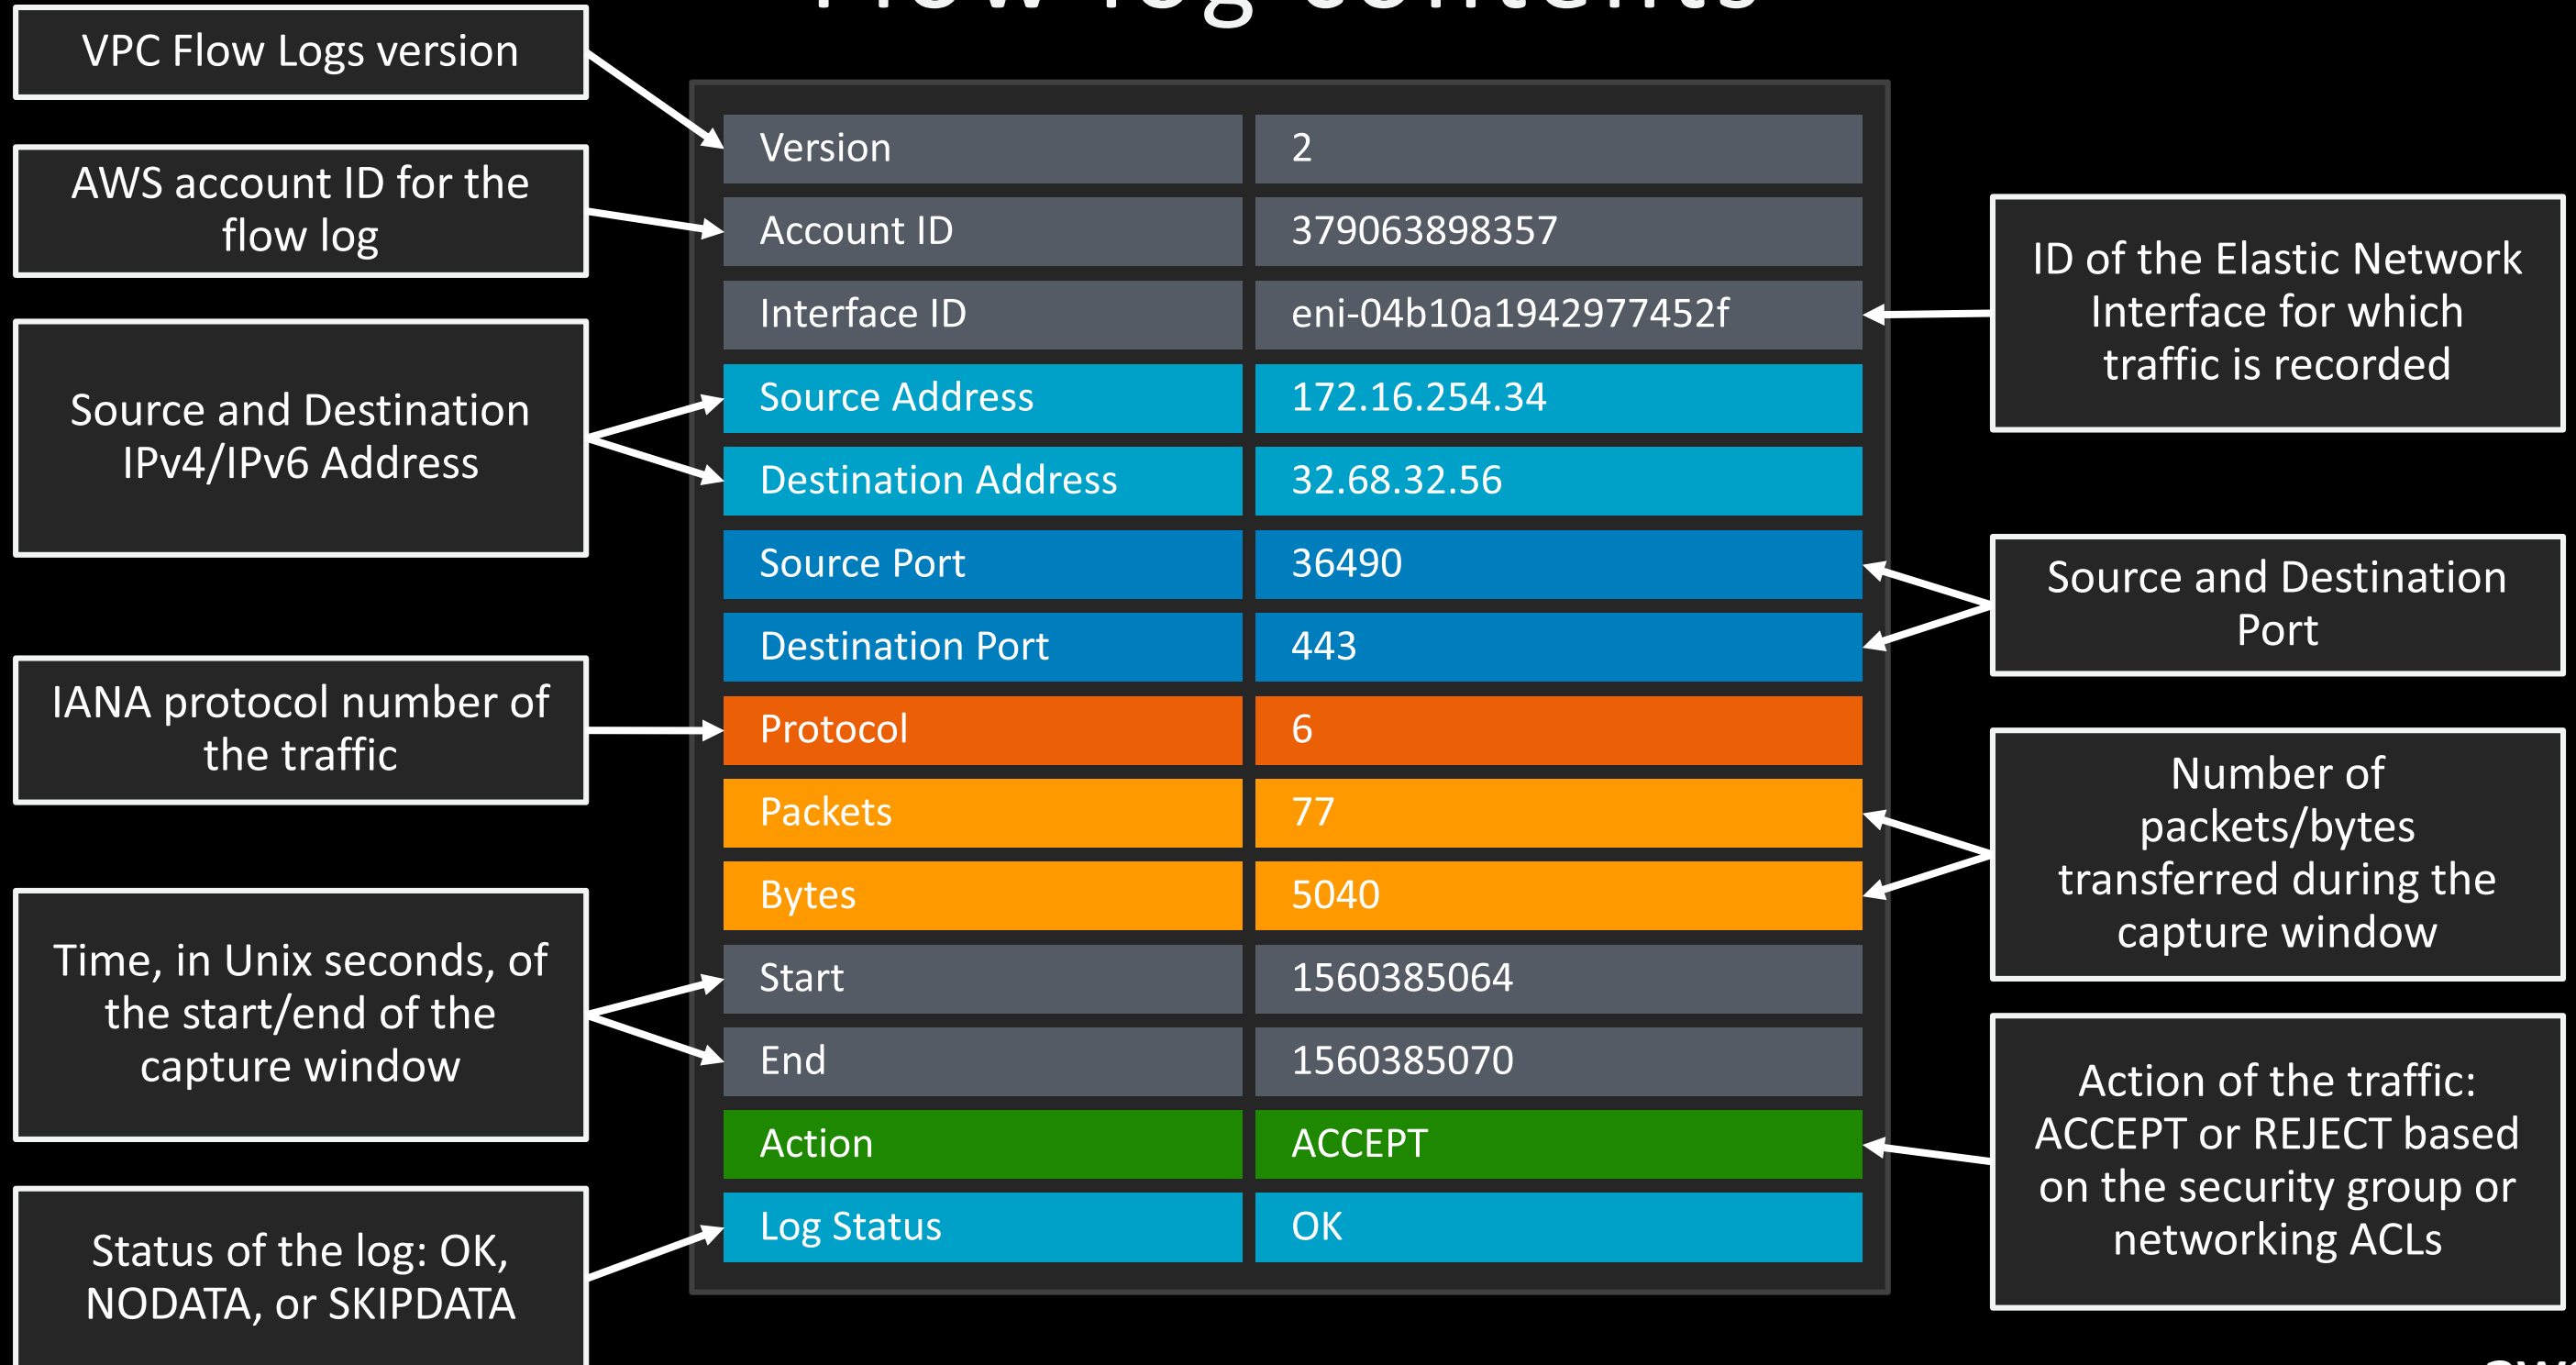 Flow log contents
VPC Flow Logs version
AWS account ID for the
flow log
Source and Destination
IPv4/IPv6 Address
IANA protocol number of
the traffic
Time, in Unix seconds, of
the start/end of the
capture window
Status of the log: OK,
NODATA, or SKIPDATA
Version 2
Account ID 379063898357
Interface ID eni-04b10a1942977452f
Source Address 172.16.254.34
Destination Address 32.68.32.56
Source Port 36490
Destination Port 443
Protocol 6
Packets 77
Bytes 5040
Start 1560385064
End 1560385070
Action ACCEPT
Log Status OK
ID of the Elastic Network
Interface for which
traffic is recorded
Source and Destination
Port
Number of
packets/bytes
transferred during the
capture window
Action of the traffic:
ACCEPT or REJECT based
on the security group or
networking ACLs